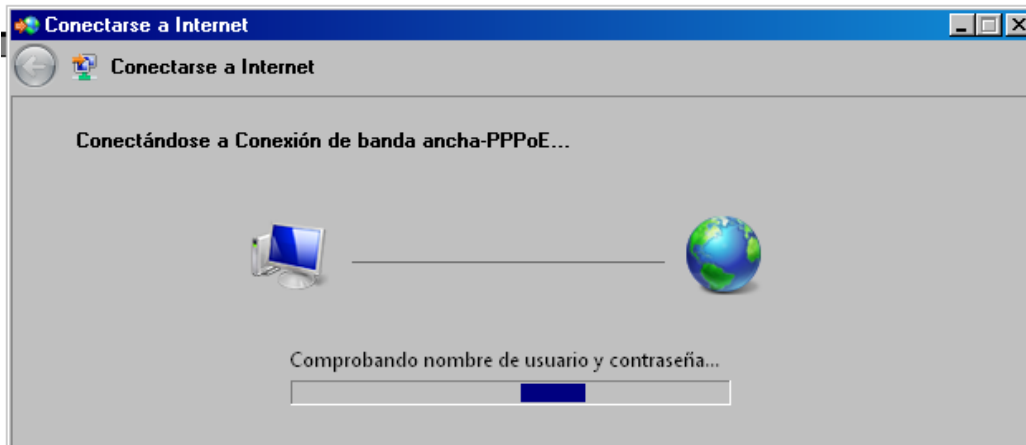 Conectarse a Internet
Conectarse a Internet
Conectándose a Conexión de banda ancha-PPPoE...
Comprobando nombre de usuario y contraseña...